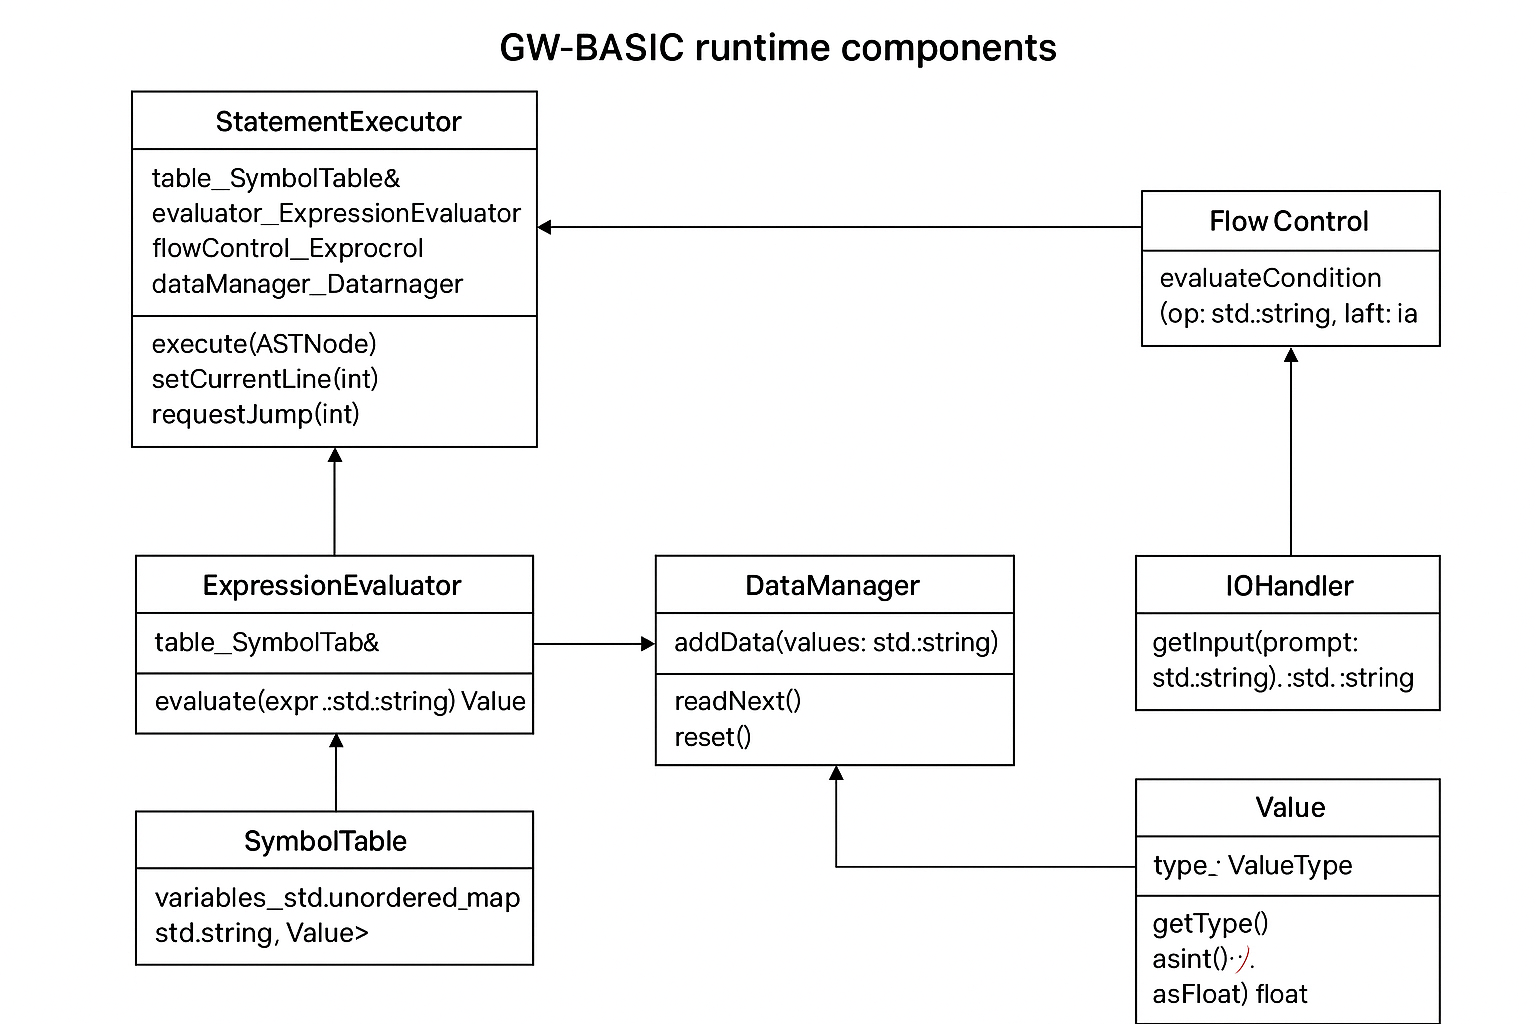 GW-BASIC runtime components
StatementExecutor
table_SymbolTable&
evaluator_ExpressionEvaluator
flowControl_Exprocrol
dataManager_Datarnager
execute(ASTNode)
setCurrentLine(int)
requestJump(int)
Flow Control
evaluateCondition
(op: std.:string, laft: ia
ExpressionEvaluator
table_SymbolTab&
evaluate(expr .:std.:string) Value
DataManager
addData(values: std.:string)
readNext()
reset()
IOHandler
getInput(prompt:
std.:string). :std. :string
SymbolTable
variables_std.unordered_map
std.string, Value>
Value
type_: ValueType
getType()
asint()
asFloat) float